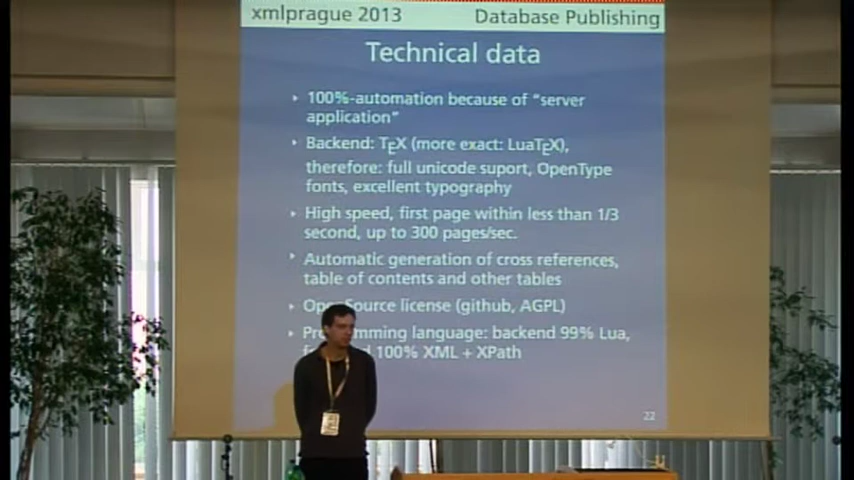 xmlprague 2013 Database Publishing
Technical data
100%-automation because of "server
application"
Backend: TEX (more exact: LuaTEX),
therefore: full unicode suport, OpenType
fonts, excellent typography
High speed, first page within less than 1/3
second, up to 300 pages/sec.
Automatic generation of cross references,
table of contents and other tables
Open Source license (github, AGPL)
Programming language: backend 99% Lua,
100% XML + XPath
22